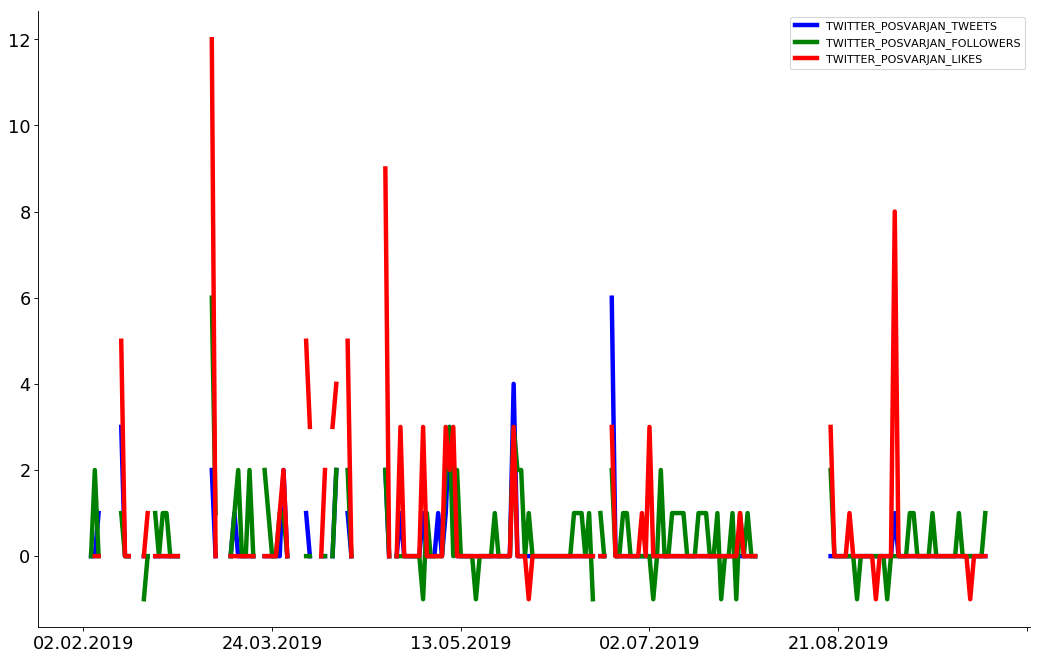 12
10
8
6
4
2
0
TWITTER_POSVARJAN_TWEETS
TWITTER_POSVARJAN_FOLLOWERS
TWITTER_POSVARJAN_LIKES
02.02.2019 24.03.2019 13.05.2019 02.07.2019 21.08.2019